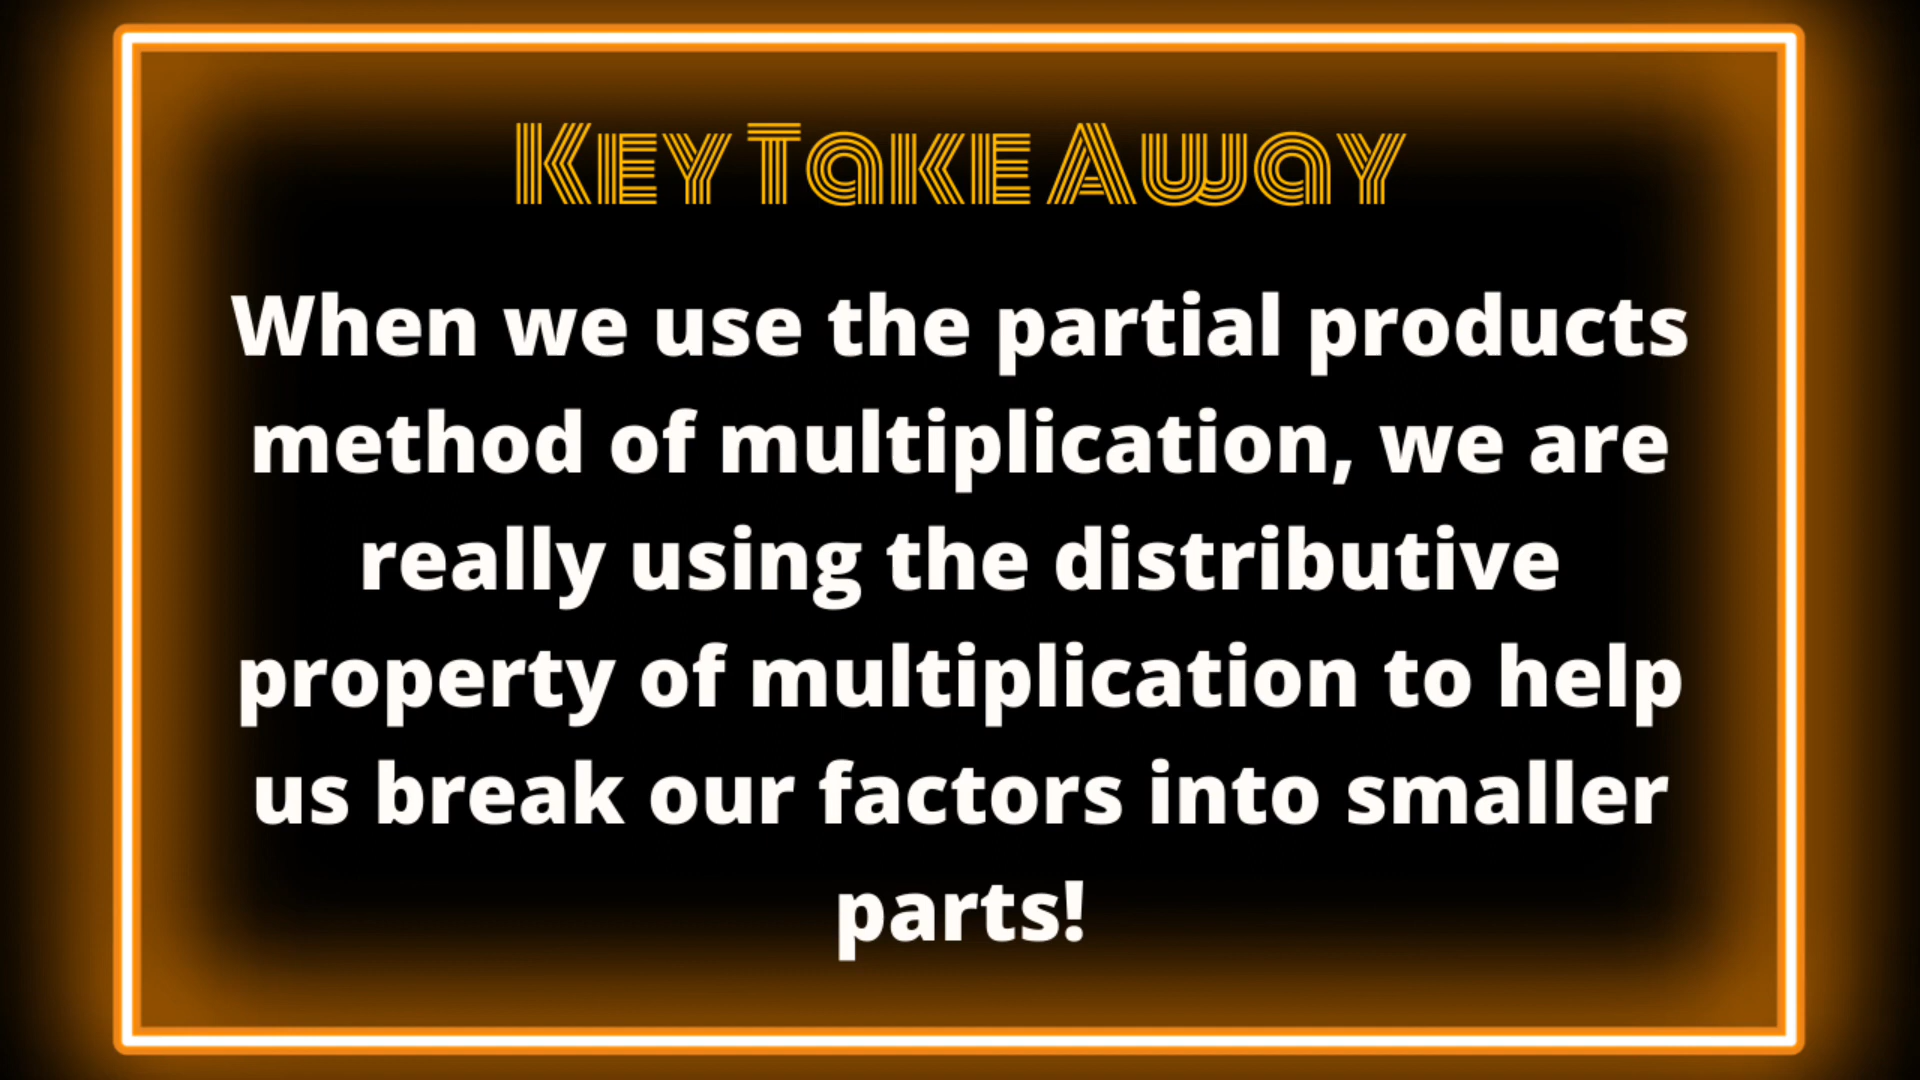 Key Take Away
When we use the partial products
method of multiplication, we are
really using the distributive
property of multiplication to help
us break our factors into smaller
parts!